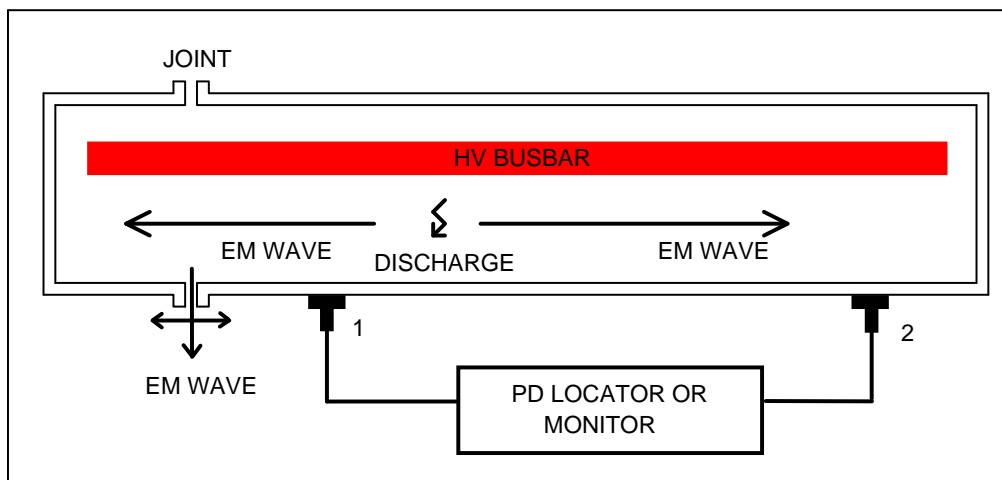 JOINT
HV BUSBAR
EM WAVE
DISCHARGE
EM WAVE
1
2
EM WAVE
PD LOCATOR OR
MONITOR